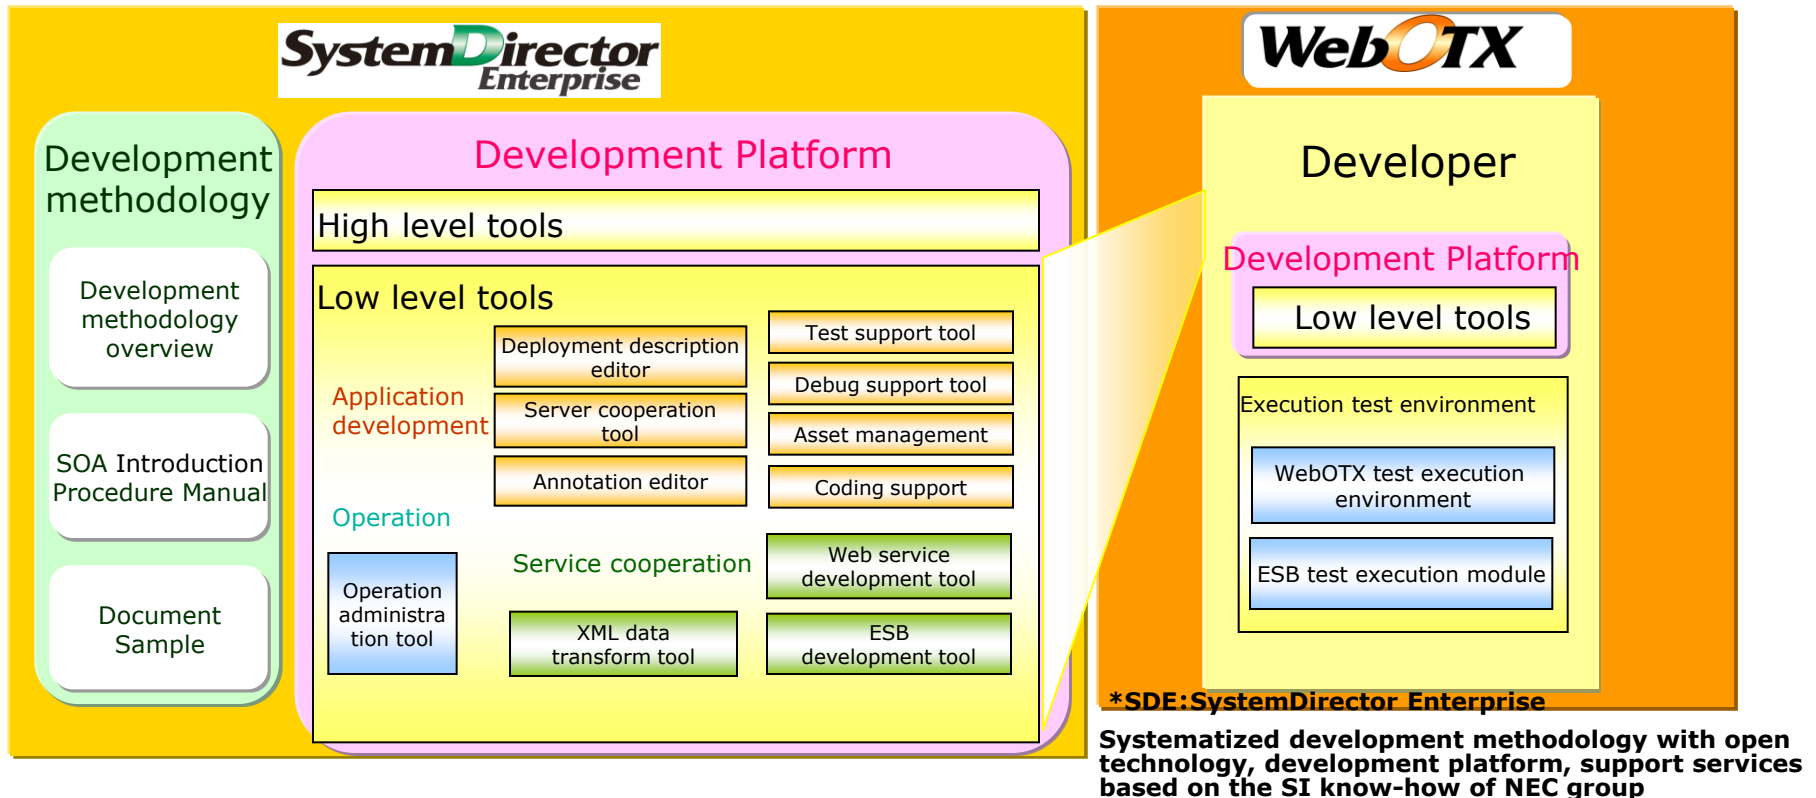 SystemDirector
Enterprise
Development
methodology
Development
methodology
overview
SOA Introduction
Procedure Manual
Document
Sample
Development Platform
High level tools
Low level tools
Application
development
Deployment description
editor
Server cooperation
tool
Annotation editor
Test support tool
Debug support tool
Asset management
Coding support
Operation
Operation
administra
tion tool
Service cooperation
XML data
transform tool
Web service
development tool
ESB
development tool
WebOTX
Developer
Development Platform
Low level tools
Execution test environment
WebOTX test execution
environment
ESB test execution module
*SDE:SystemDirector Enterprise
Systematized development methodology with open
technology, development platform, support services
based on the SI know-how of NEC group